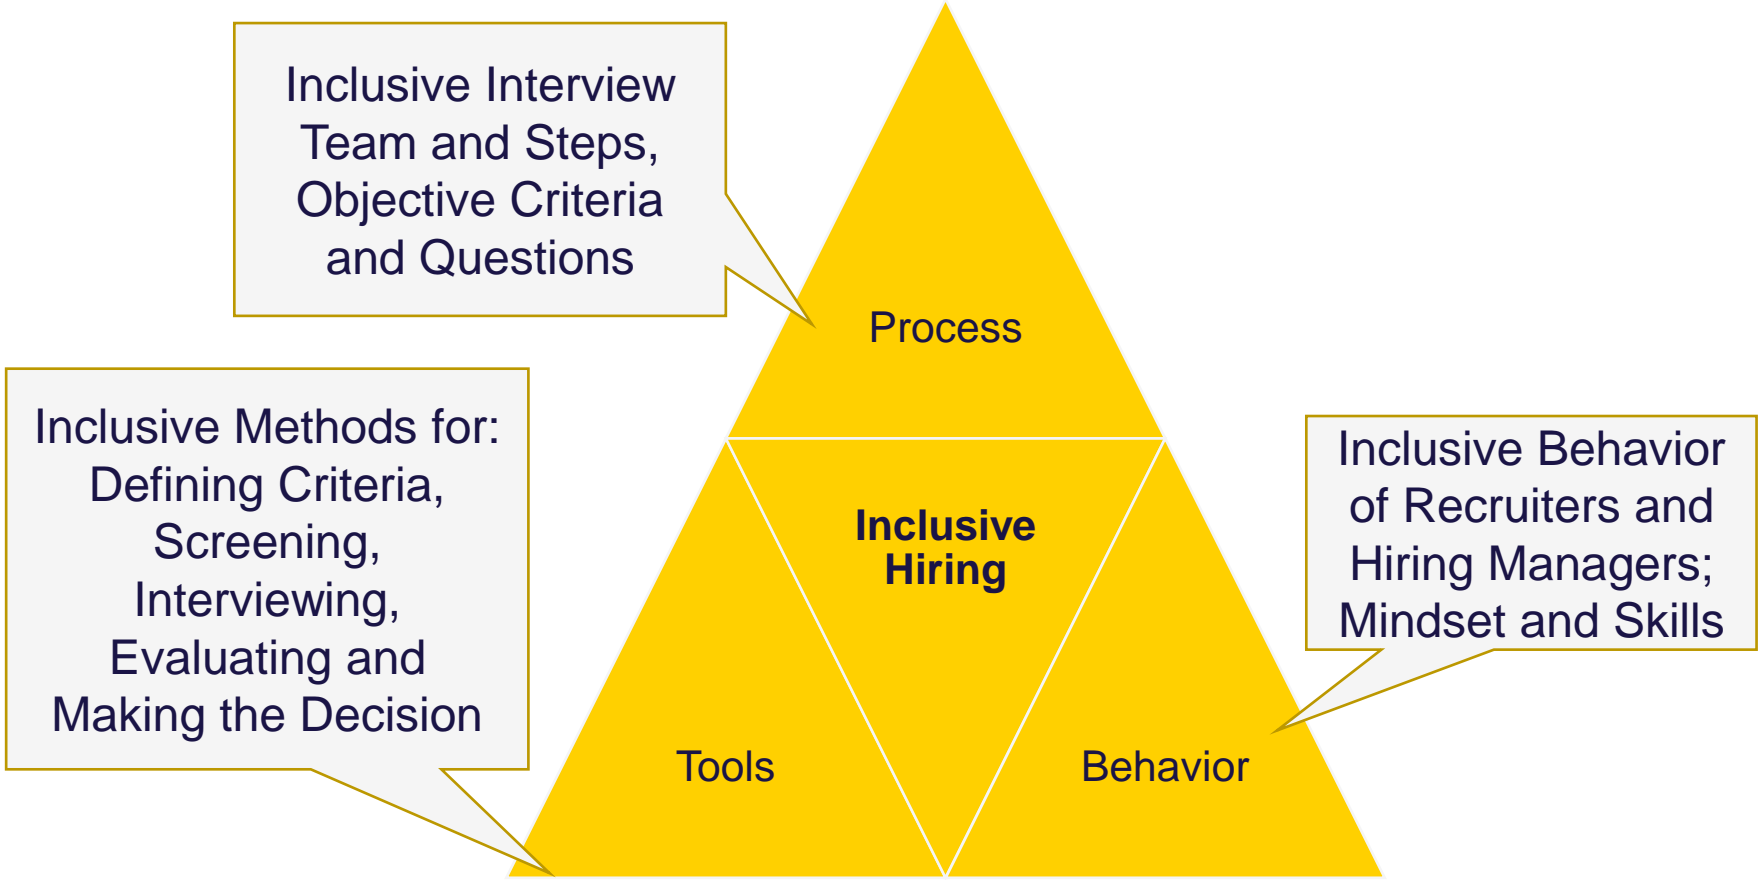 Inclusive Interview
Team and Steps,
Objective Criteria
and Questions
Process
Inclusive Methods for:
Defining Criteria,
Screening,
Interviewing,
Evaluating and
Making the Decision
Inclusive
Hiring
Inclusive Behavior
of Recruiters and
Hiring Managers;
Mindset and Skills
Tools
Behavior